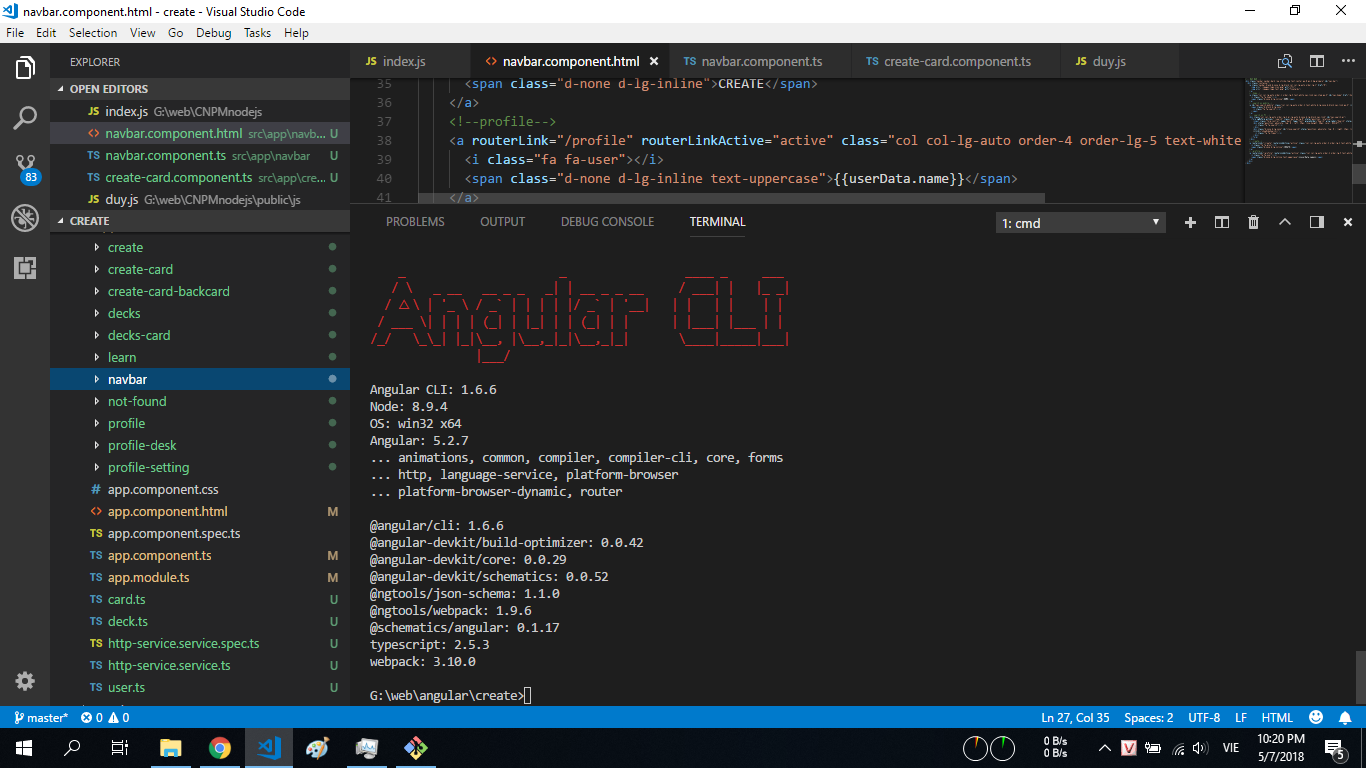 navbar.component.html - create - Visual Studio Code
File Edit Selection View Go Debug Tasks Help
EXPLORER
OPEN EDITORS
JS index.js G:\web\CNPMnodejs
<> navbar.component.html src\app\navb... U
TS navbar.component.ts src\app\navbar U
TS create-card.component.ts src\app\cre... U
JS duy.js G:\web\CNPMnodejs\public\js
83
CREATE
create
create-card
create-card-backcard
decks
decks-card
learn
navbar
not-found
profile
profile-desk
profile-setting
# app.component.css
<> app.component.html M
TS app.component.spec.ts
TS app.component.ts M
TS app.module.ts M
TS card.ts U
TS deck.ts U
TS http-service.service.spec.ts U
TS http-service.service.ts U
TS user.ts U
JS index.js
<> navbar.component.html ×
TS navbar.component.ts
TS create-card.component.ts
JS duy.js
35 <span class="d-none d-lg-inline">CREATE</span>
36 </a>
37 <!--profile-->
38 <a routerLink="/profile" routerLinkActive="active" class="col col-lg-auto order-4 order-lg-5 text-white
39 <i class="fa fa-user"></i>
40 <span class="d-none d-lg-inline text-uppercase">{{userData.name}}</span>
41 </a>
PROBLEMS OUTPUT DEBUG CONSOLE TERMINAL
1: cmd
Angular CLI
Angular CLI: 1.6.6
Node: 8.9.4
OS: win32 x64
Angular: 5.2.7
... animations, common, compiler, compiler-cli, core, forms
... http, language-service, platform-browser
... platform-browser-dynamic, router
@angular/cli: 1.6.6
@angular-devkit/build-optimizer: 0.0.42
@angular-devkit/core: 0.0.29
@angular-devkit/schematics: 0.0.52
@ngtools/json-schema: 1.1.0
@ngtools/webpack: 1.9.6
@schematics/angular: 0.1.17
typescript: 2.5.3
webpack: 3.10.0
G:\web\angular\create>
master* 0 0
Ln 27, Col 35 Spaces: 2 UTF-8 LF HTML
0 B/s
0 B/s
VIE
10:20 PM
5/7/2018
5